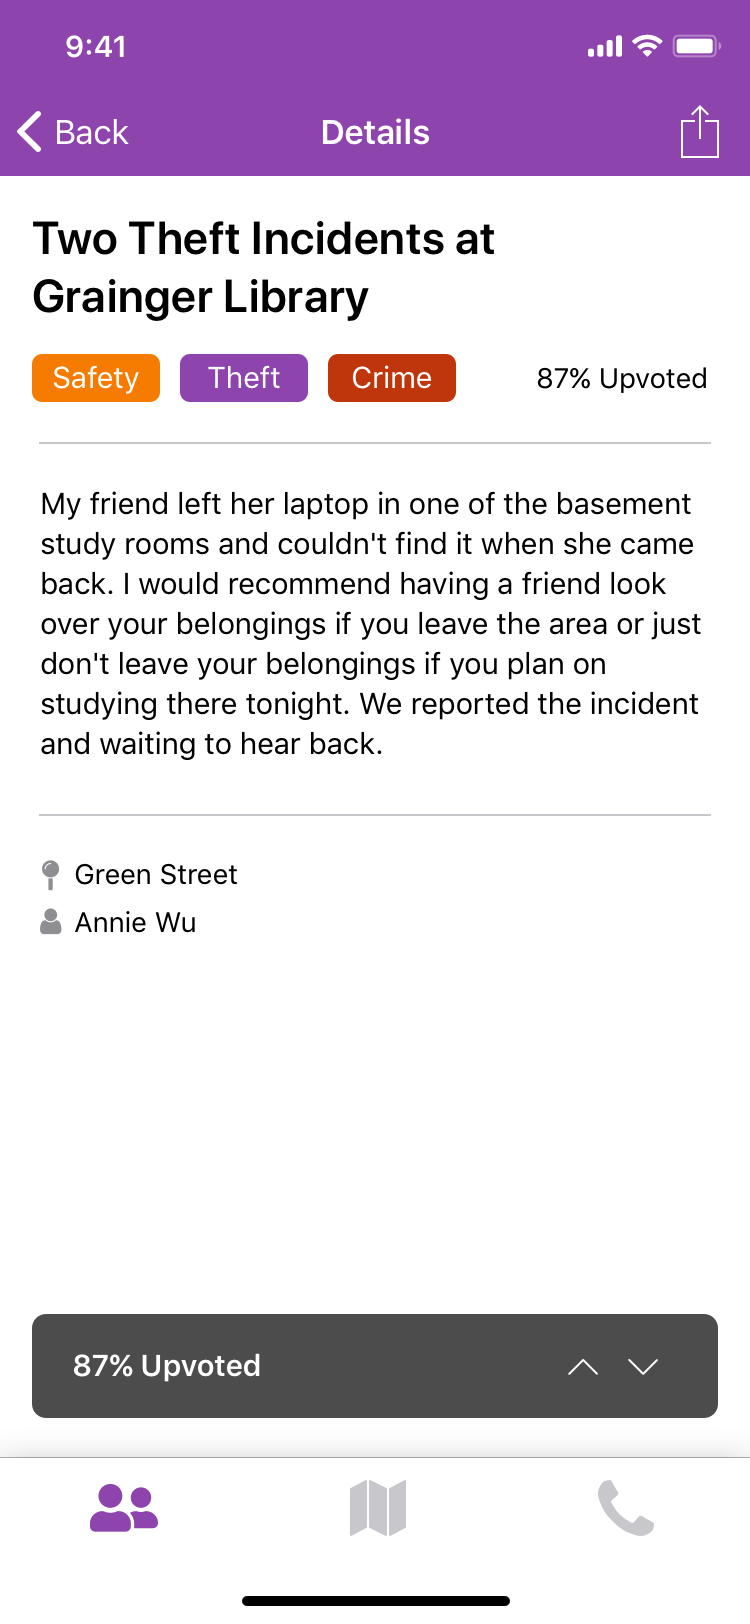 9:41
Back
Details
Two Theft Incidents at
Grainger Library
Safety
Theft
Crime
87% Upvoted
My friend left her laptop in one of the basement
study rooms and couldn't find it when she came
back. I would recommend having a friend look
over your belongings if you leave the area or just
don't leave your belongings if you plan on
studying there tonight. We reported the incident
and waiting to hear back.
Green Street
Annie Wu
87% Upvoted